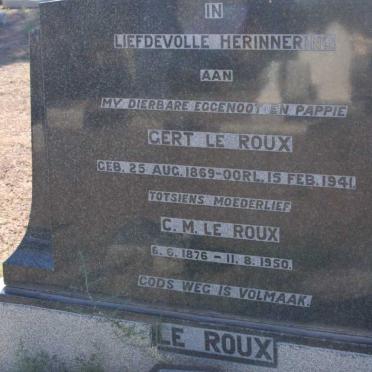 IN
LIEFDEVOLLE HERINNERING
AAN
MY DIERBARE EGGENOOT EN PAPPIE
GERT LE ROUX
GEB. 25 AUG. 1869-OORL. 15 FEB. 1941.
TOTSIENS MOEDERLIEF
C. M. LE ROUX
6. 6. 1876 - 11. 8. 1950.
GODS WEG IS VOLMAAK.
LE ROUX